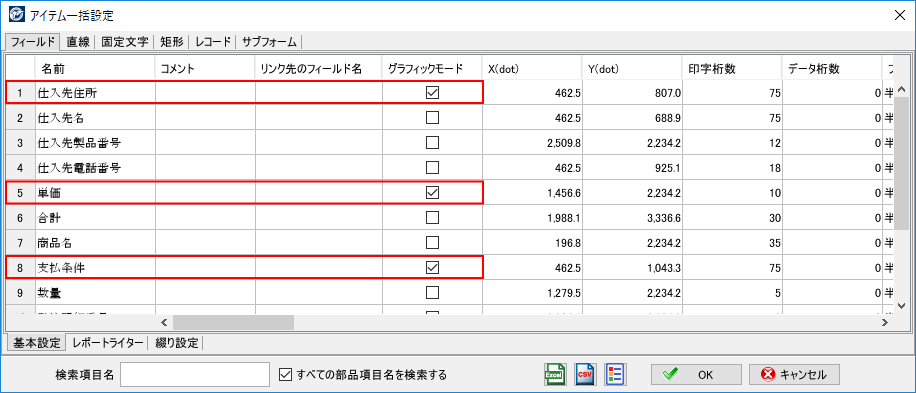 アイテム一括設定
フィールド 直線 固定文字 矩形 レコード サブフォーム
名前 コメント リンク先のフィールド名 グラフィックモード X(dot) Y(dot) 印字桁数 データ桁数
1 仕入先住所 462.5 807.0 75 0 半
2 仕入先名 462.5 688.9 75 0 半
3 仕入先製品番号 2,509.8 2,234.2 12 0 半
4 仕入先電話番号 462.5 925.1 18 0 半
5 単価 1,456.6 2,234.2 10 0 半
6 合計 1,988.1 3,336.6 30 0 半
7 商品名 196.8 2,234.2 35 0 半
8 支払条件 462.5 1,043.3 75 0 半
9 数量 1,279.5 2,234.2 5 0 半
基本設定 レポートライター 綴り設定
検索項目名 すべての部品項目名を検索する Excel CSV OK キャンセル